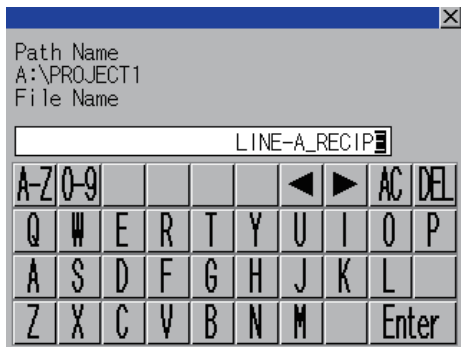 Path Name
A:\PROJECT1
File Name
LINE-A_RECIPE
A-Z 0-9 ◀ ▶ AC DEL
Q W E R T Y U I O P
A S D F G H J K L
Z X C V B N M Enter